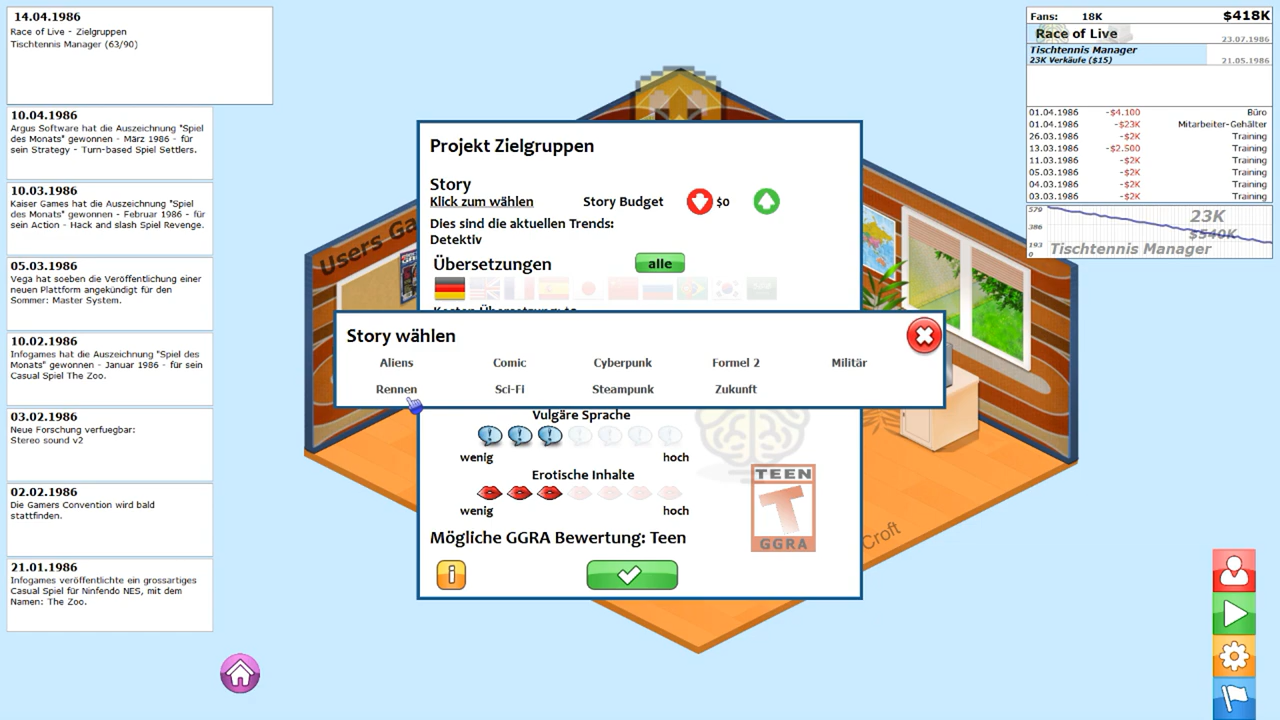 14.04.1986
Race of Live - Zielgruppen
Tischtennis Manager (63/90)
10.04.1986
Argus Software hat die Auszeichnung "Spiel
des Monats" gewonnen - März 1986 - für
sein Strategy - Turn-based Spiel Settlers.
10.03.1986
Kaiser Games hat die Auszeichnung "Spiel
des Monats" gewonnen - Februar 1986 - für
sein Action - Hack and slash Spiel Revenge.
05.03.1986
Vega hat soeben die Veröffentlichung einer
neuen Plattform angekündigt für den
Sommer: Master System.
10.02.1986
Infogames hat die Auszeichnung "Spiel des
Monats" gewonnen - Januar 1986 - für sein
Casual Spiel The Zoo.
03.02.1986
Neue Forschung verfuegbar:
Stereo sound v2
02.02.1986
Die Gamers Convention wird bald
stattfinden.
21.01.1986
Infogames veröffentlichte ein grossartiges
Casual Spiel für Ninfendo NES, mit dem
Namen: The Zoo.
Users Ga
Projekt Zielgruppen
Story
Klick zum wählen Story Budget $0
Dies sind die aktuellen Trends:
Detektiv
Übersetzungen alle
Story wählen
Aliens Comic Cyberpunk Formel 2 Militär
Rennen Sci-Fi Steampunk Zukunft
Vulgäre Sprache
wenig hoch
Erotische Inhalte
wenig hoch
TEEN
T
GGRA
Mögliche GGRA Bewertung: Teen
Croft
Fans: 18K $418K
Race of Live 23.07.1986
Tischtennis Manager
23K Verkäufe ($15) 21.05.1986
01.04.1986 -$4.100 Büro
01.04.1986 -$23K Mitarbeiter-Gehälter
26.03.1986 -$2K Training
13.03.1986 -$2.500 Training
11.03.1986 -$2K Training
05.03.1986 -$2K Training
04.03.1986 -$2K Training
03.03.1986 -$2K Training
579
386
193
0
23K
$340K
Tischtennis Manager